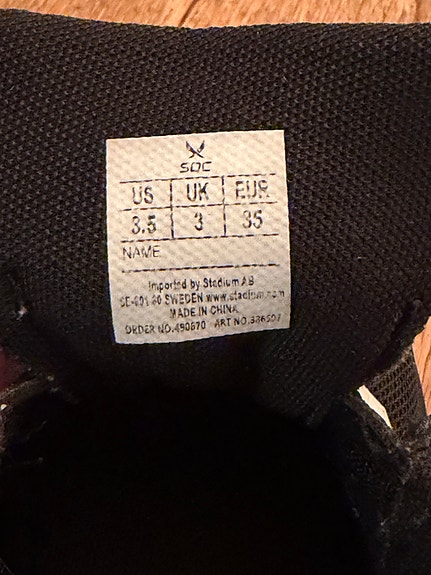 SOC
US UK EUR
3.5 3 35
NAME
Imported by Stadium AB
SE-601 60 SWEDEN www.stadium.com
MADE IN CHINA
ORDER NO.490670 ART NO.336507